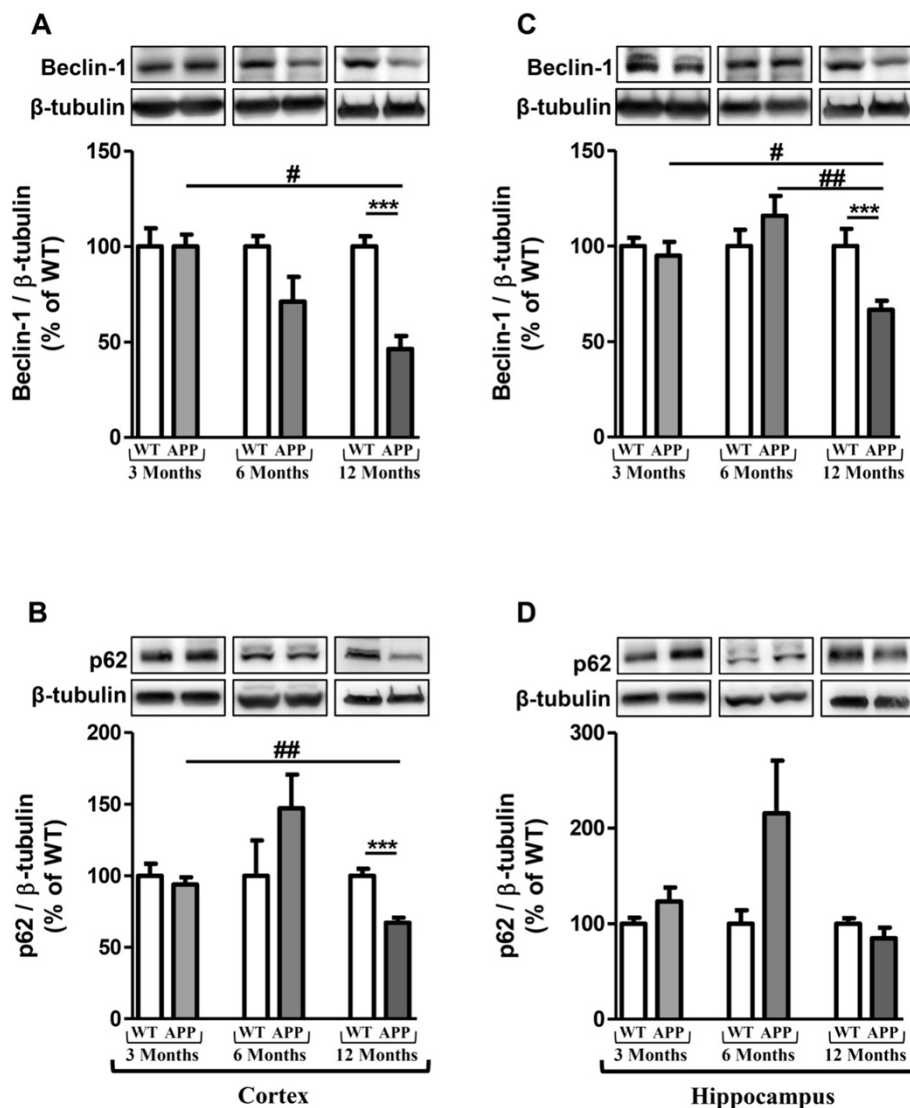 A
Beclin-1
β-tubulin
150
100
50
0
Beclin-1 / β-tubulin
(% of WT)
#
***
WT APP WT APP WT APP
3 Months 6 Months 12 Months
C
Beclin-1
β-tubulin
150
100
50
0
Beclin-1 / β-tubulin
(% of WT)
#
##
***
WT APP WT APP WT APP
3 Months 6 Months 12 Months
B
p62
β-tubulin
200
150
100
50
0
p62 / β-tubulin
(% of WT)
##
***
WT APP WT APP WT APP
3 Months 6 Months 12 Months
Cortex
D
p62
β-tubulin
300
200
100
0
p62 / β-tubulin
(% of WT)
WT APP WT APP WT APP
3 Months 6 Months 12 Months
Hippocampus